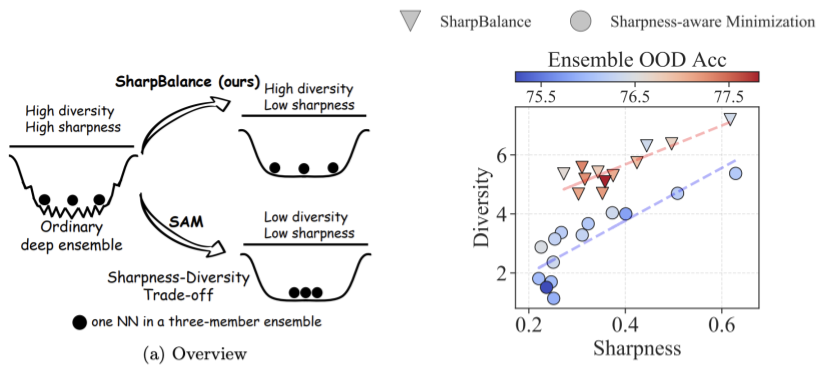 SharpBalance
Sharpness-aware Minimization
SharpBalance (ours)
High diversity
Low sharpness
High diversity
High sharpness
Ordinary
deep ensemble
SAM
Low diversity
Low sharpness
Sharpness-Diversity
Trade-off
one NN in a three-member ensemble
(a) Overview
Ensemble OOD Acc
75.5 76.5 77.5
Diversity
6
4
2
0.2 0.4 0.6
Sharpness